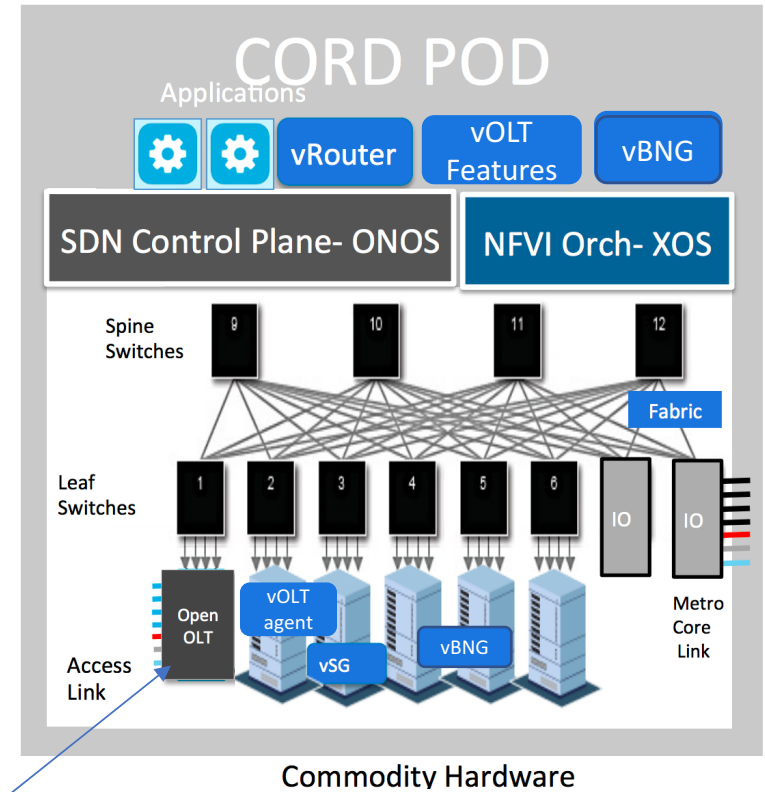 CORD POD
Applications
vRouter
vOLT
Features
vBNG
SDN Control Plane- ONOS
NFVI Orch- XOS
Spine
Switches
9
10
11
12
Fabric
Leaf
Switches
1
2
3
4
5
6
IO
IO
Open
OLT
vOLT
agent
vSG
vBNG
Metro
Core
Link
Access
Link
Commodity Hardware